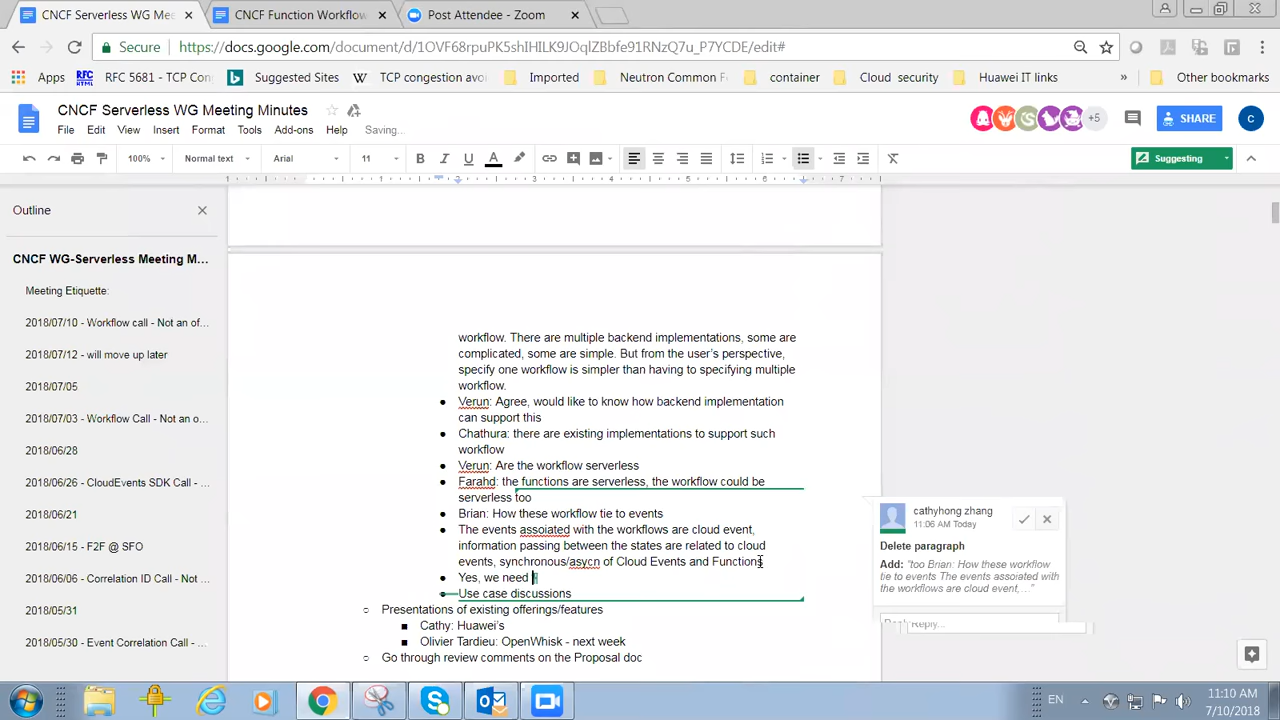 CNCF Serverless WG Mee
CNCF Function Workflow
Post Attendee - Zoom
Secure
https://docs.google.com/document/d/1OVF68rpuPK5shIHlLK9JOqlZBbfe91RNzQ7u_P7YCDE/edit#
Apps
RFC 5681 - TCP Con
Suggested Sites
TCP congestion avoi
Imported
Neutron Common
container
Cloud security
Huawei IT links
»
Other bookmarks
CNCF Serverless WG Meeting Minutes
File Edit View Insert Format Tools Add-ons Help Saving...
+5
SHARE
C
100%
Normal text
Arial
11
B I U A
Suggesting
1 1 2 3 4 5 6 7
Outline
CNCF WG-Serverless Meeting M...
Meeting Etiquette:
2018/07/10 - Workflow call - Not an of...
2018/07/12 - will move up later
2018/07/05
2018/07/03 - Workflow Call - Not an o...
2018/06/28
2018/06/26 - CloudEvents SDK Call - ...
2018/06/21
2018/06/15 - F2F @ SFO
2018/06/06 - Correlation ID Call - Not ...
2018/05/31
2018/05/30 - Event Correlation Call - ...
workflow. There are multiple backend implementations, some are
complicated, some are simple. But from the user's perspective,
specify one workflow is simpler than having to specifying multiple
workflow.
● Verun: Agree, would like to know how backend implementation
can support this
● Chathura: there are existing implementations to support such
workflow
● Verun: Are the workflow serverless
● Farahd: the functions are serverless, the workflow could be
serverless too
● Brian: How these workflow tie to events
● The events assoiated with the workflows are cloud event,
information passing between the states are related to cloud
events, synchronous/asycn of Cloud Events and Functions
● Yes, we need
● Use case discussions
○ Presentations of existing offerings/features
■ Cathy: Huawei's
■ Olivier Tardieu: OpenWhisk - next week
○ Go through review comments on the Proposal doc
cathyhong zhang
11:06 AM Today
Delete paragraph
Add: "too Brian: How these workflow
tie to events The events assoiated with the
workflows are cloud event,..."
Reply...
EN
11:10 AM
7/10/2018